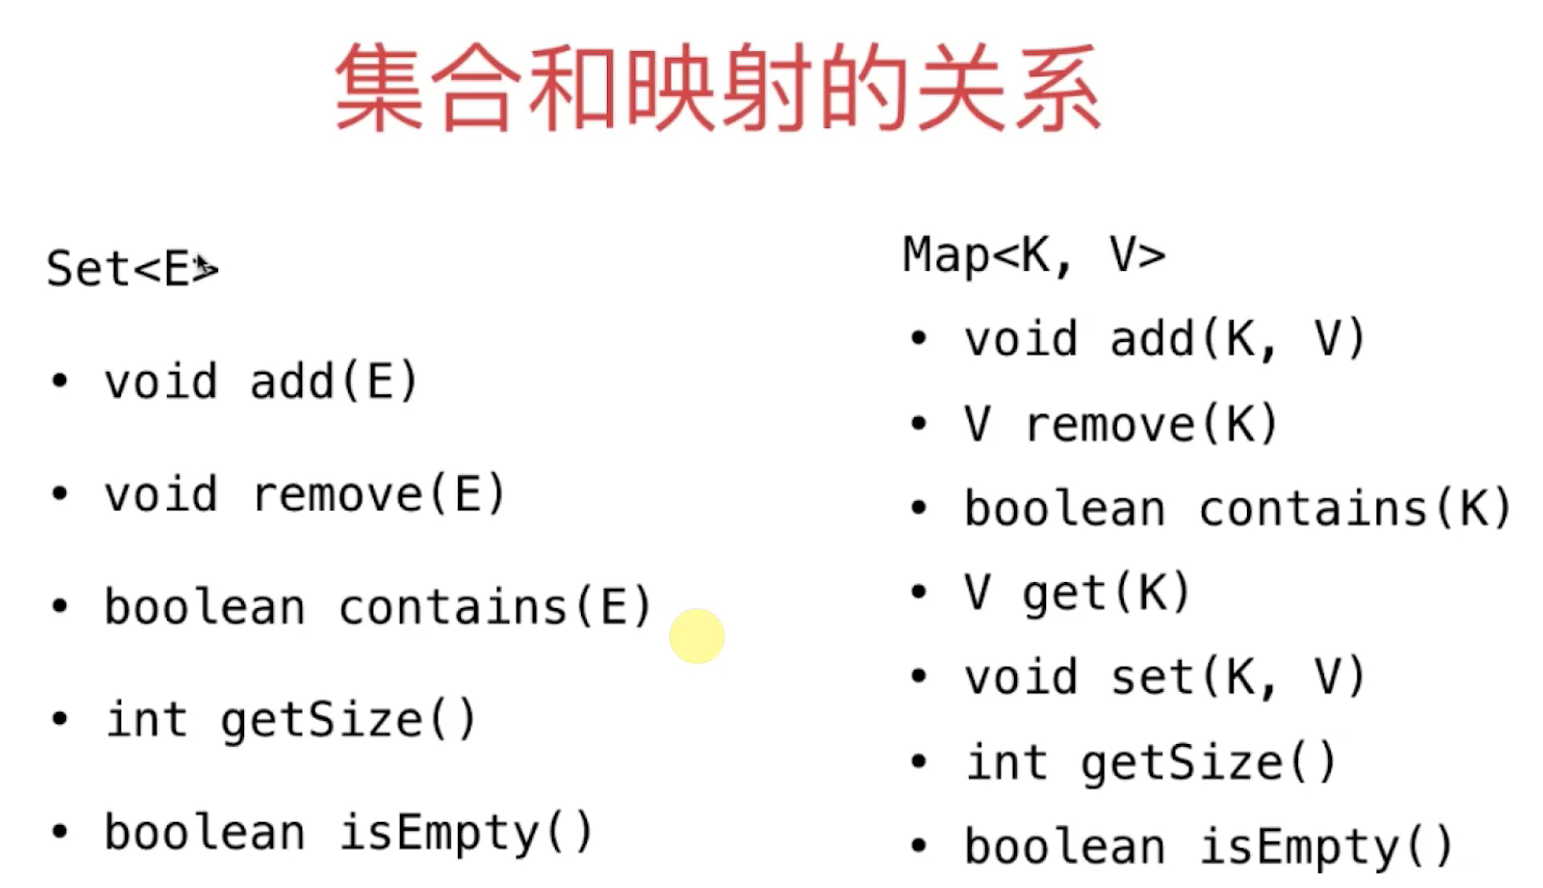 集合和映射的关系
Set<E>
• void add(E)
• void remove(E)
• boolean contains(E)
• int getSize()
• boolean isEmpty()
Map<K, V>
• void add(K, V)
• V remove(K)
• boolean contains(K)
• V get(K)
• void set(K, V)
• int getSize()
• boolean isEmpty()